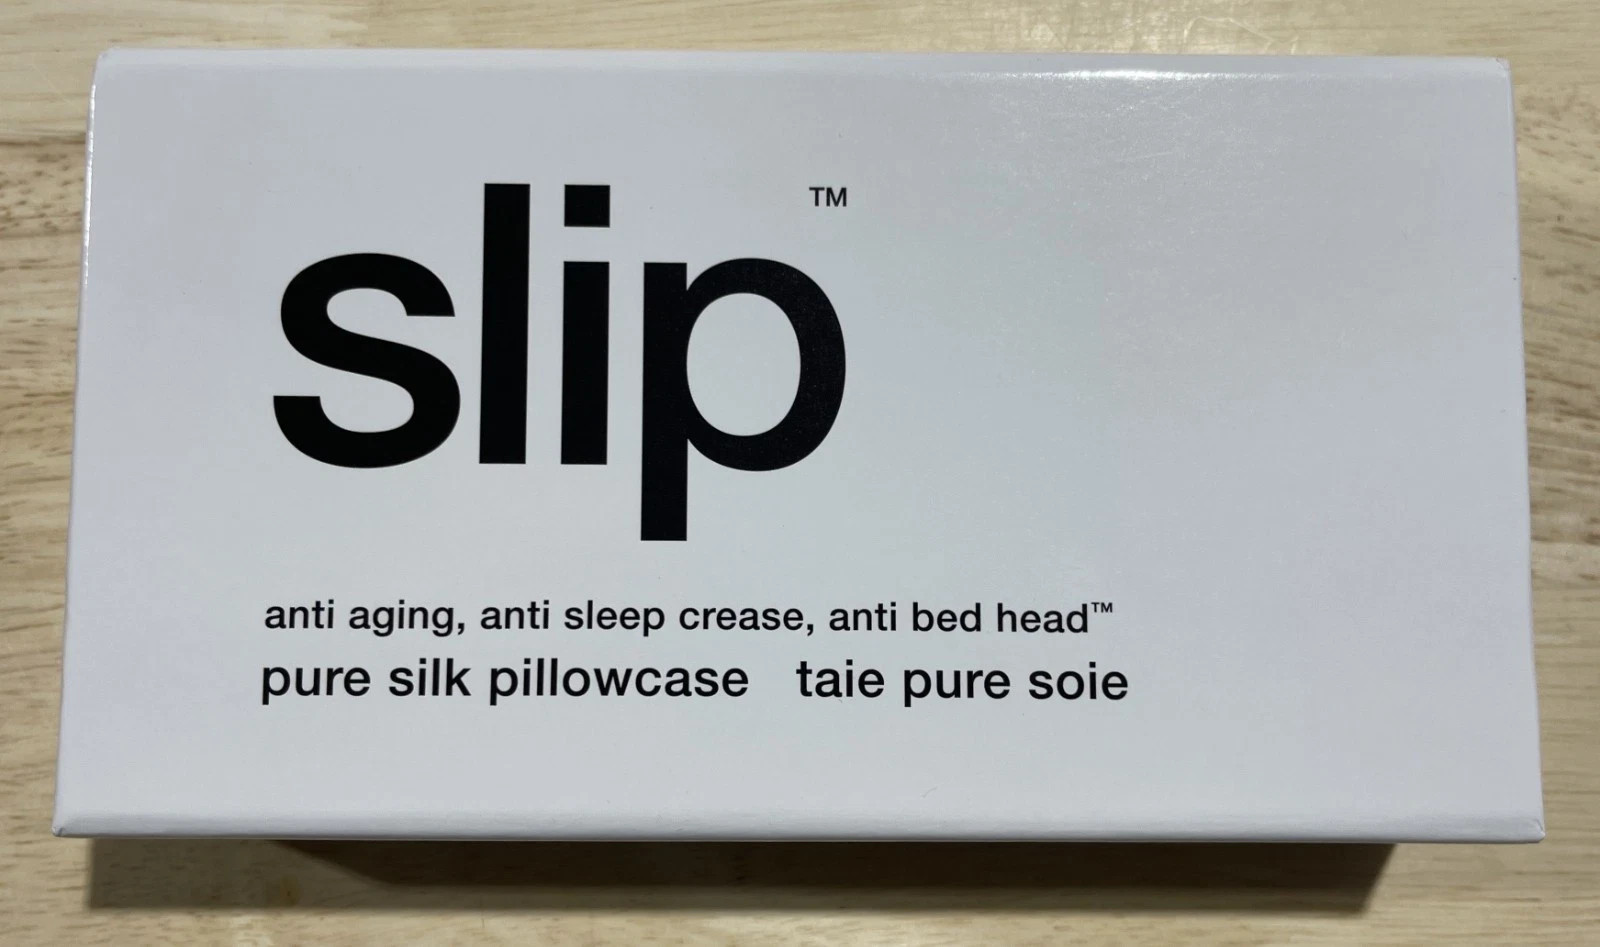 slip™
anti aging, anti sleep crease, anti bed head™
pure silk pillowcase taie pure soie